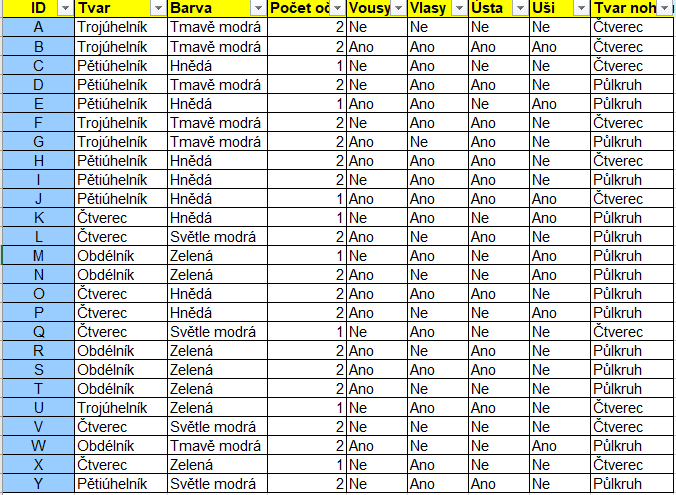 ID Tvar Barva Počet oč Vousy Vlasy Ústa Uši Tvar noh
A Trojúhelník Tmavě modrá 2 Ne Ne Ne Ne Čtverec
B Trojúhelník Tmavě modrá 2 Ano Ano Ano Ano Čtverec
C Pětiúhelník Hnědá 1 Ne Ano Ne Ne Čtverec
D Pětiúhelník Tmavě modrá 2 Ne Ano Ano Ne Půlkruh
E Pětiúhelník Hnědá 1 Ano Ano Ne Ano Půlkruh
F Trojúhelník Tmavě modrá 2 Ne Ano Ano Ne Čtverec
G Trojúhelník Tmavě modrá 2 Ano Ne Ano Ne Půlkruh
H Pětiúhelník Hnědá 2 Ano Ano Ano Ne Čtverec
I Pětiúhelník Hnědá 2 Ne Ano Ano Ne Půlkruh
J Pětiúhelník Hnědá 1 Ano Ano Ano Ano Čtverec
K Čtverec Hnědá 1 Ne Ano Ne Ano Půlkruh
L Čtverec Světle modrá 2 Ano Ne Ano Ne Půlkruh
M Obdélník Zelená 1 Ne Ano Ne Ano Půlkruh
N Obdélník Zelená 2 Ano Ne Ne Ano Půlkruh
O Čtverec Hnědá 2 Ano Ano Ano Ne Půlkruh
P Čtverec Hnědá 2 Ano Ne Ne Ano Půlkruh
Q Čtverec Světle modrá 1 Ne Ano Ne Ne Čtverec
R Obdélník Zelená 2 Ano Ne Ano Ne Půlkruh
S Obdélník Zelená 2 Ano Ano Ano Ne Půlkruh
T Obdélník Zelená 2 Ano Ne Ne Ne Půlkruh
U Trojúhelník Zelená 1 Ne Ano Ano Ne Čtverec
V Čtverec Světle modrá 2 Ne Ne Ne Ne Čtverec
W Obdélník Tmavě modrá 2 Ano Ne Ne Ano Půlkruh
X Čtverec Zelená 1 Ne Ano Ne Ne Čtverec
Y Pětiúhelník Světle modrá 2 Ne Ano Ne Ne Půlkruh